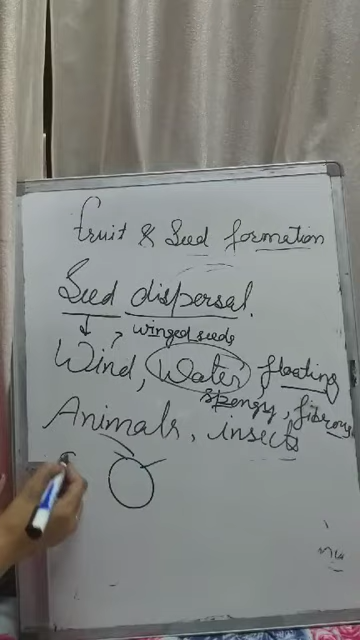 Fruit & Seed formation
Seed dispersal.
winged seeds
Wind, Water floating
spongy, fibrous
Animals, insects